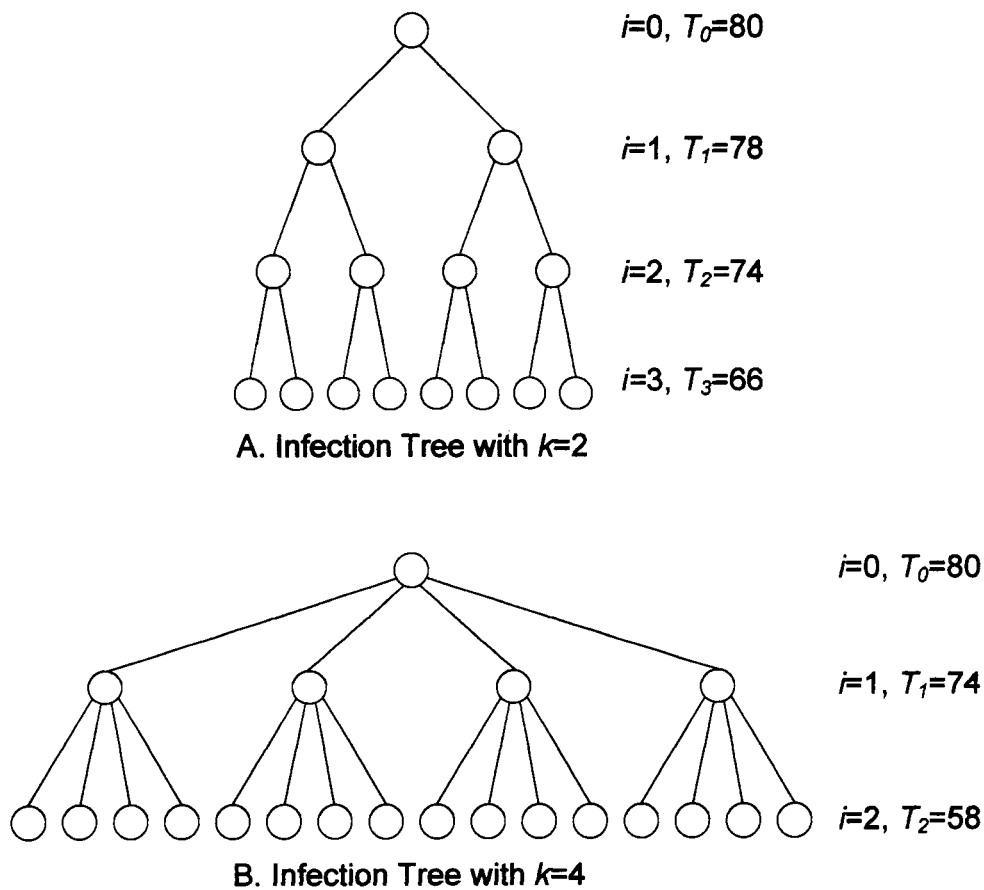 i=0, T0=80
i=1, T1=78
i=2, T2=74
i=3, T3=66
A. Infection Tree with k=2
i=0, T0=80
i=1, T1=74
i=2, T2=58
B. Infection Tree with k=4